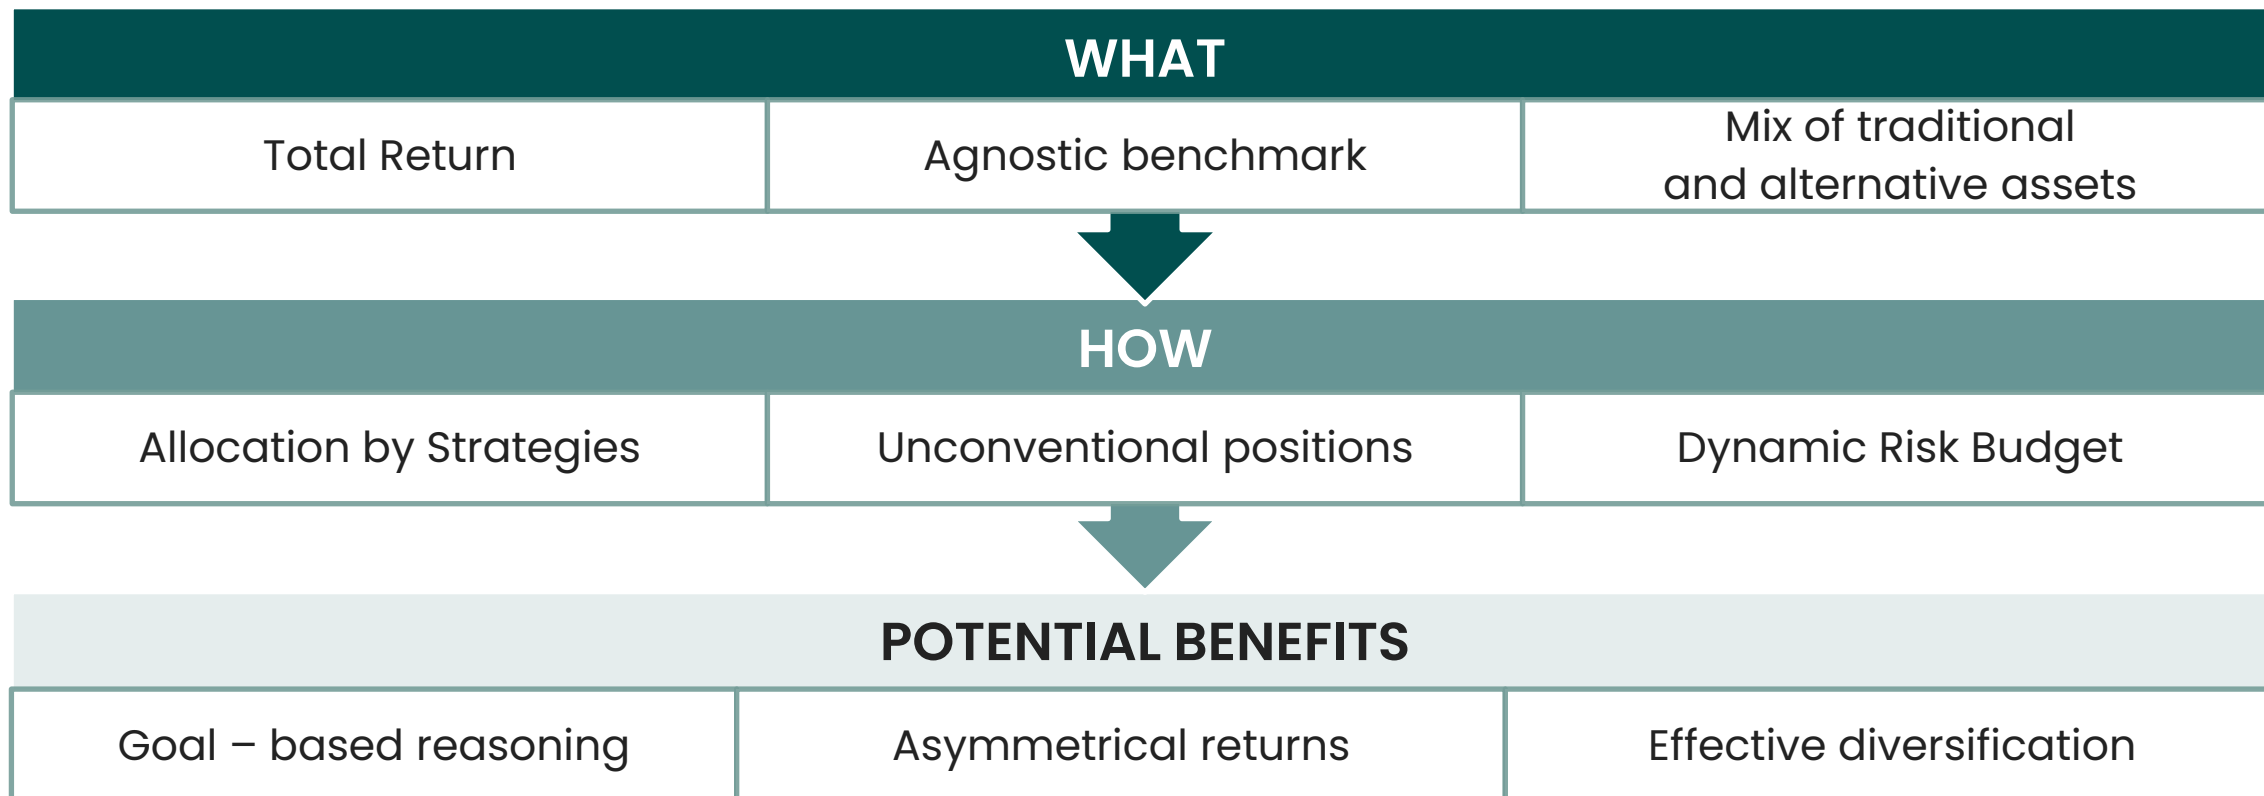 WHAT
Total Return
Agnostic benchmark
Mix of traditional
and alternative assets
HOW
Allocation by Strategies
Unconventional positions
Dynamic Risk Budget
POTENTIAL BENEFITS
Goal – based reasoning
Asymmetrical returns
Effective diversification